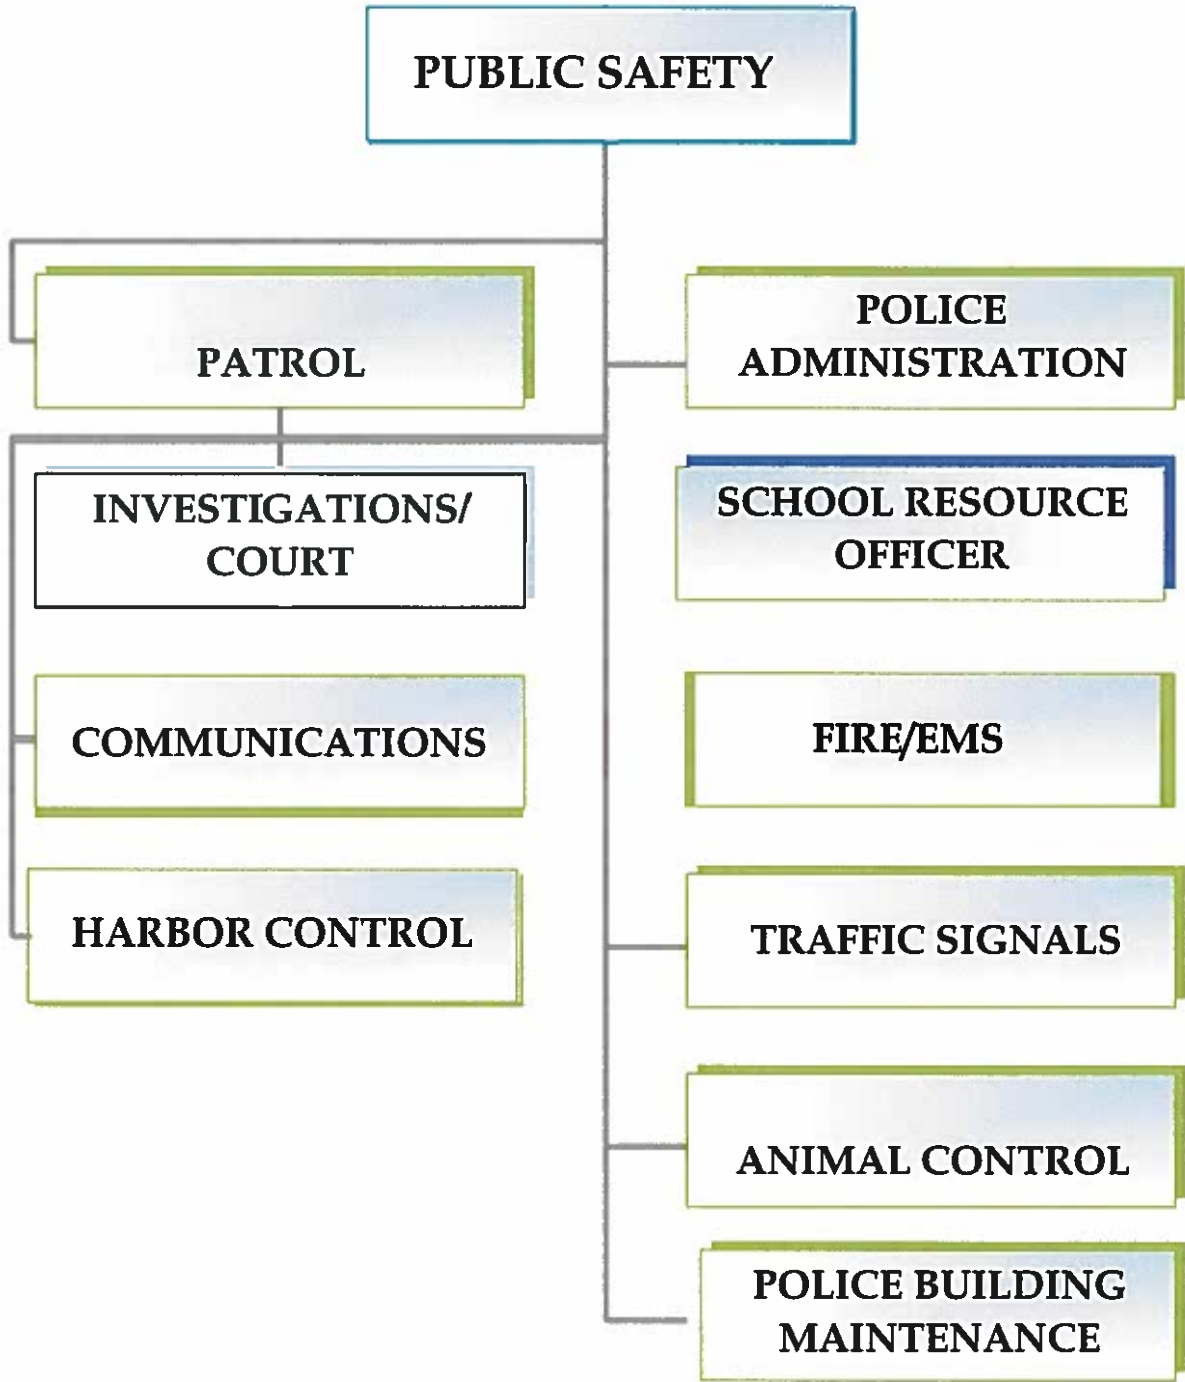 PUBLIC SAFETY
PATROL
POLICE
ADMINISTRATION
INVESTIGATIONS/
COURT
SCHOOL RESOURCE
OFFICER
COMMUNICATIONS
FIRE/EMS
HARBOR CONTROL
TRAFFIC SIGNALS
ANIMAL CONTROL
POLICE BUILDING
MAINTENANCE